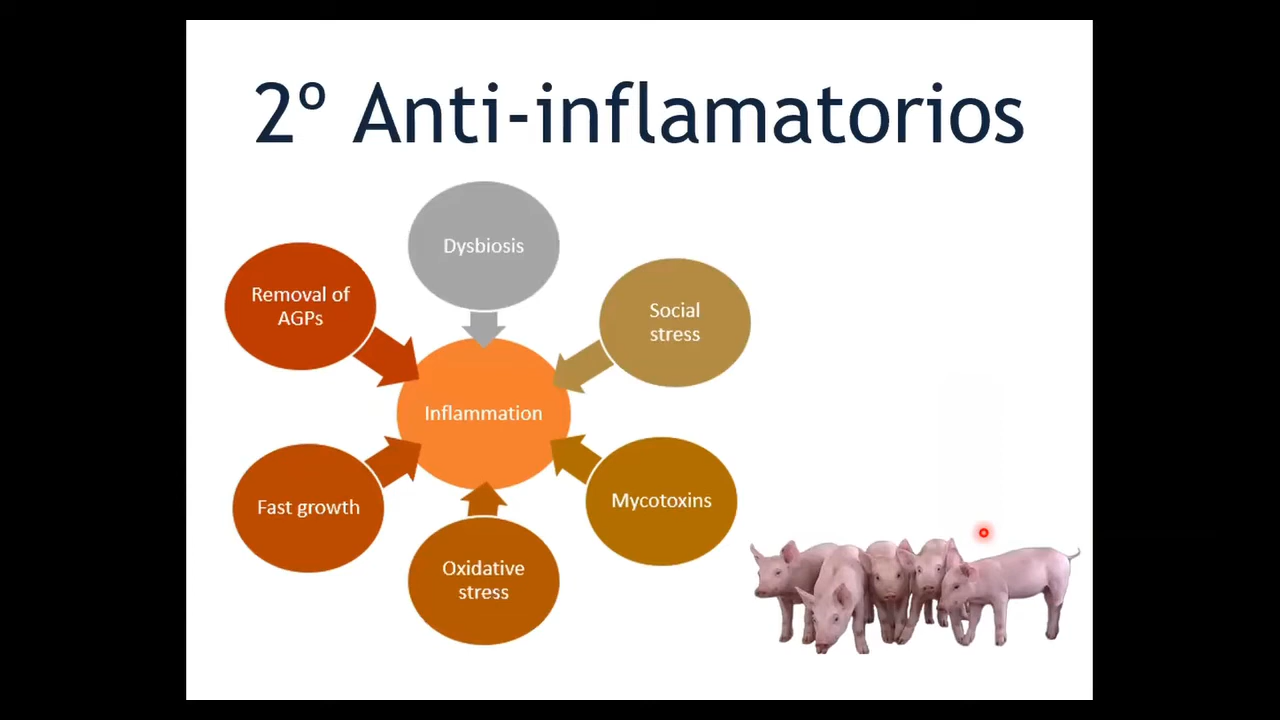 2º Anti-inflamatorios
Dysbiosis
Removal of
AGPs
Social
stress
Inflammation
Fast growth
Mycotoxins
Oxidative
stress